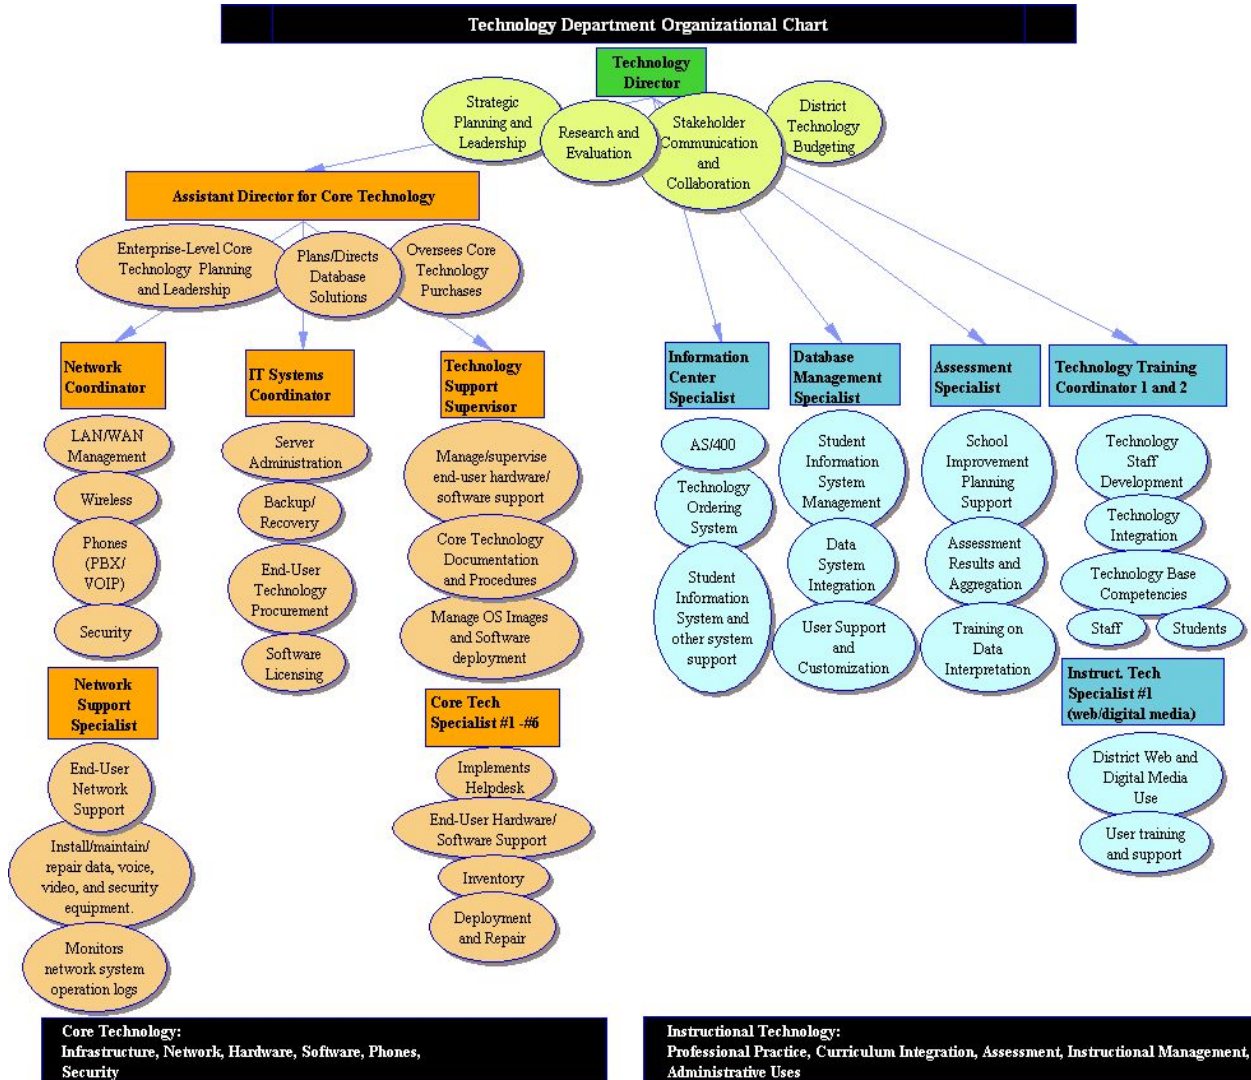 Technology Department Organizational Chart
Technology
Director
Strategic
Planning and
Leadership
Research and
Evaluation
Stakeholder
Communication
and
Collaboration
District
Technology
Budgeting
Assistant Director for Core Technology
Enterprise-Level Core
Technology Planning
and Leadership
Plans/Directs
Database
Solutions
Oversees Core
Technology
Purchases
Network
Coordinator
LAN/WAN
Management
Wireless
Phones
(PBX/
VOIP)
Security
Network
Support
Specialist
End-User
Network
Support
Install/maintain/
repair data, voice,
video, and security
equipment.
Monitors
network system
operation logs
IT Systems
Coordinator
Server
Administration
Backup/
Recovery
End-User
Technology
Procurement
Software
Licensing
Technology
Support
Supervisor
Manage/supervise
end-user hardware/
software support
Core Technology
Documentation
and Procedures
Manage OS Images
and Software
deployment
Core Tech
Specialist #1 -#6
Implements
Helpdesk
End-User Hardware/
Software Support
Inventory
Deployment
and Repair
Information
Center
Specialist
AS/400
Technology
Ordering
System
Student
Information
System and
other system
support
Database
Management
Specialist
Student
Information
System
Management
Data
System
Integration
User Support
and
Customization
Assessment
Specialist
School
Improvement
Planning
Support
Assessment
Results and
Aggregation
Training on
Data
Interpretation
Technology Training
Coordinator 1 and 2
Technology
Staff
Development
Technology
Integration
Technology Base
Competencies
Staff
Students
Instruct. Tech
Specialist #1
(web/digital media)
District Web and
Digital Media
Use
User training
and support
Core Technology:
Infrastructure, Network, Hardware, Software, Phones,
Security
Instructional Technology:
Professional Practice, Curriculum Integration, Assessment, Instructional Management,
Administrative Uses